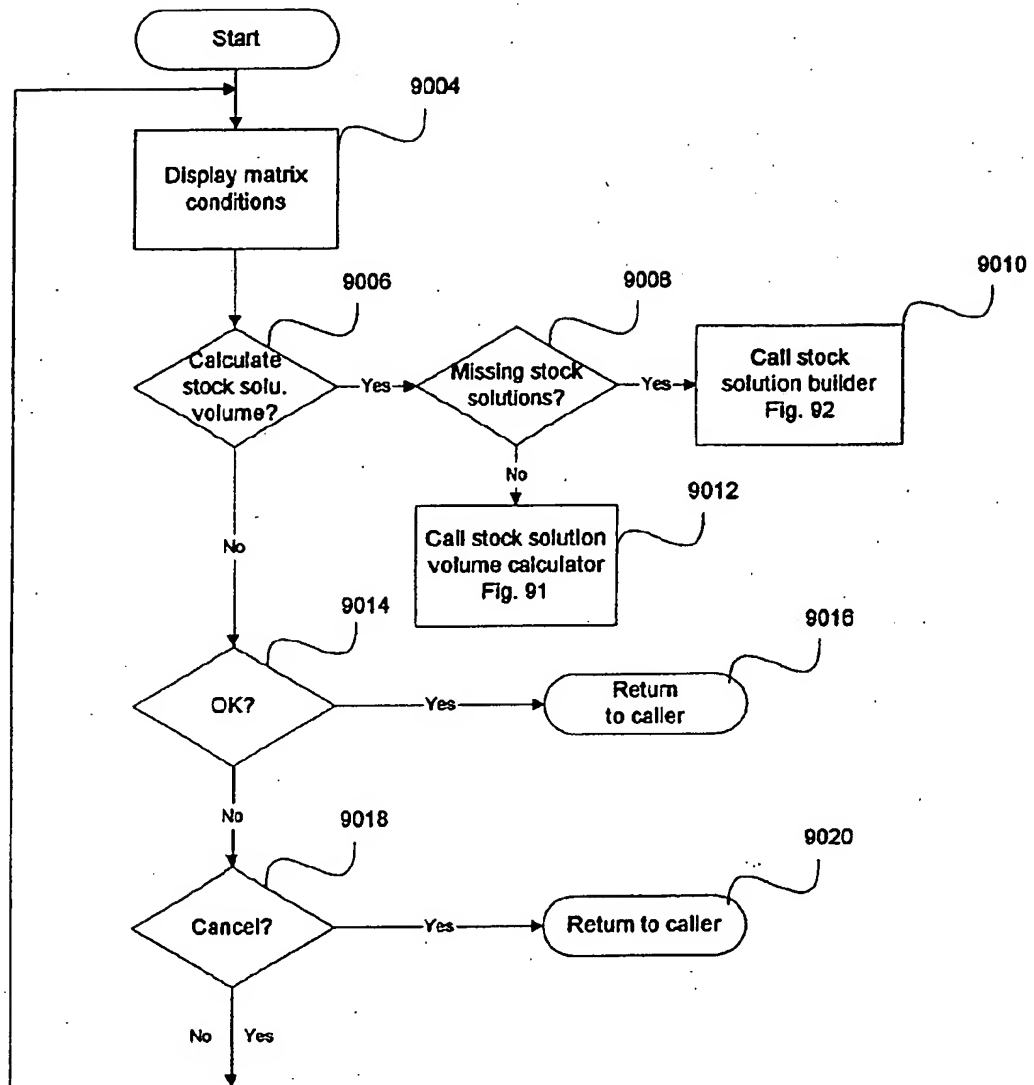 Start
9004
Display matrix
conditions
9006
9008
9010
Calculate
stock solu.
volume?
Yes
Missing stock
solutions?
Yes
Call stock
solution builder
Fig. 92
No
No
9012
Call stock solution
volume calculator
Fig. 91
9014
9016
OK?
Yes
Return
to caller
No
9018
9020
Cancel?
Yes
Return to caller
No
Yes